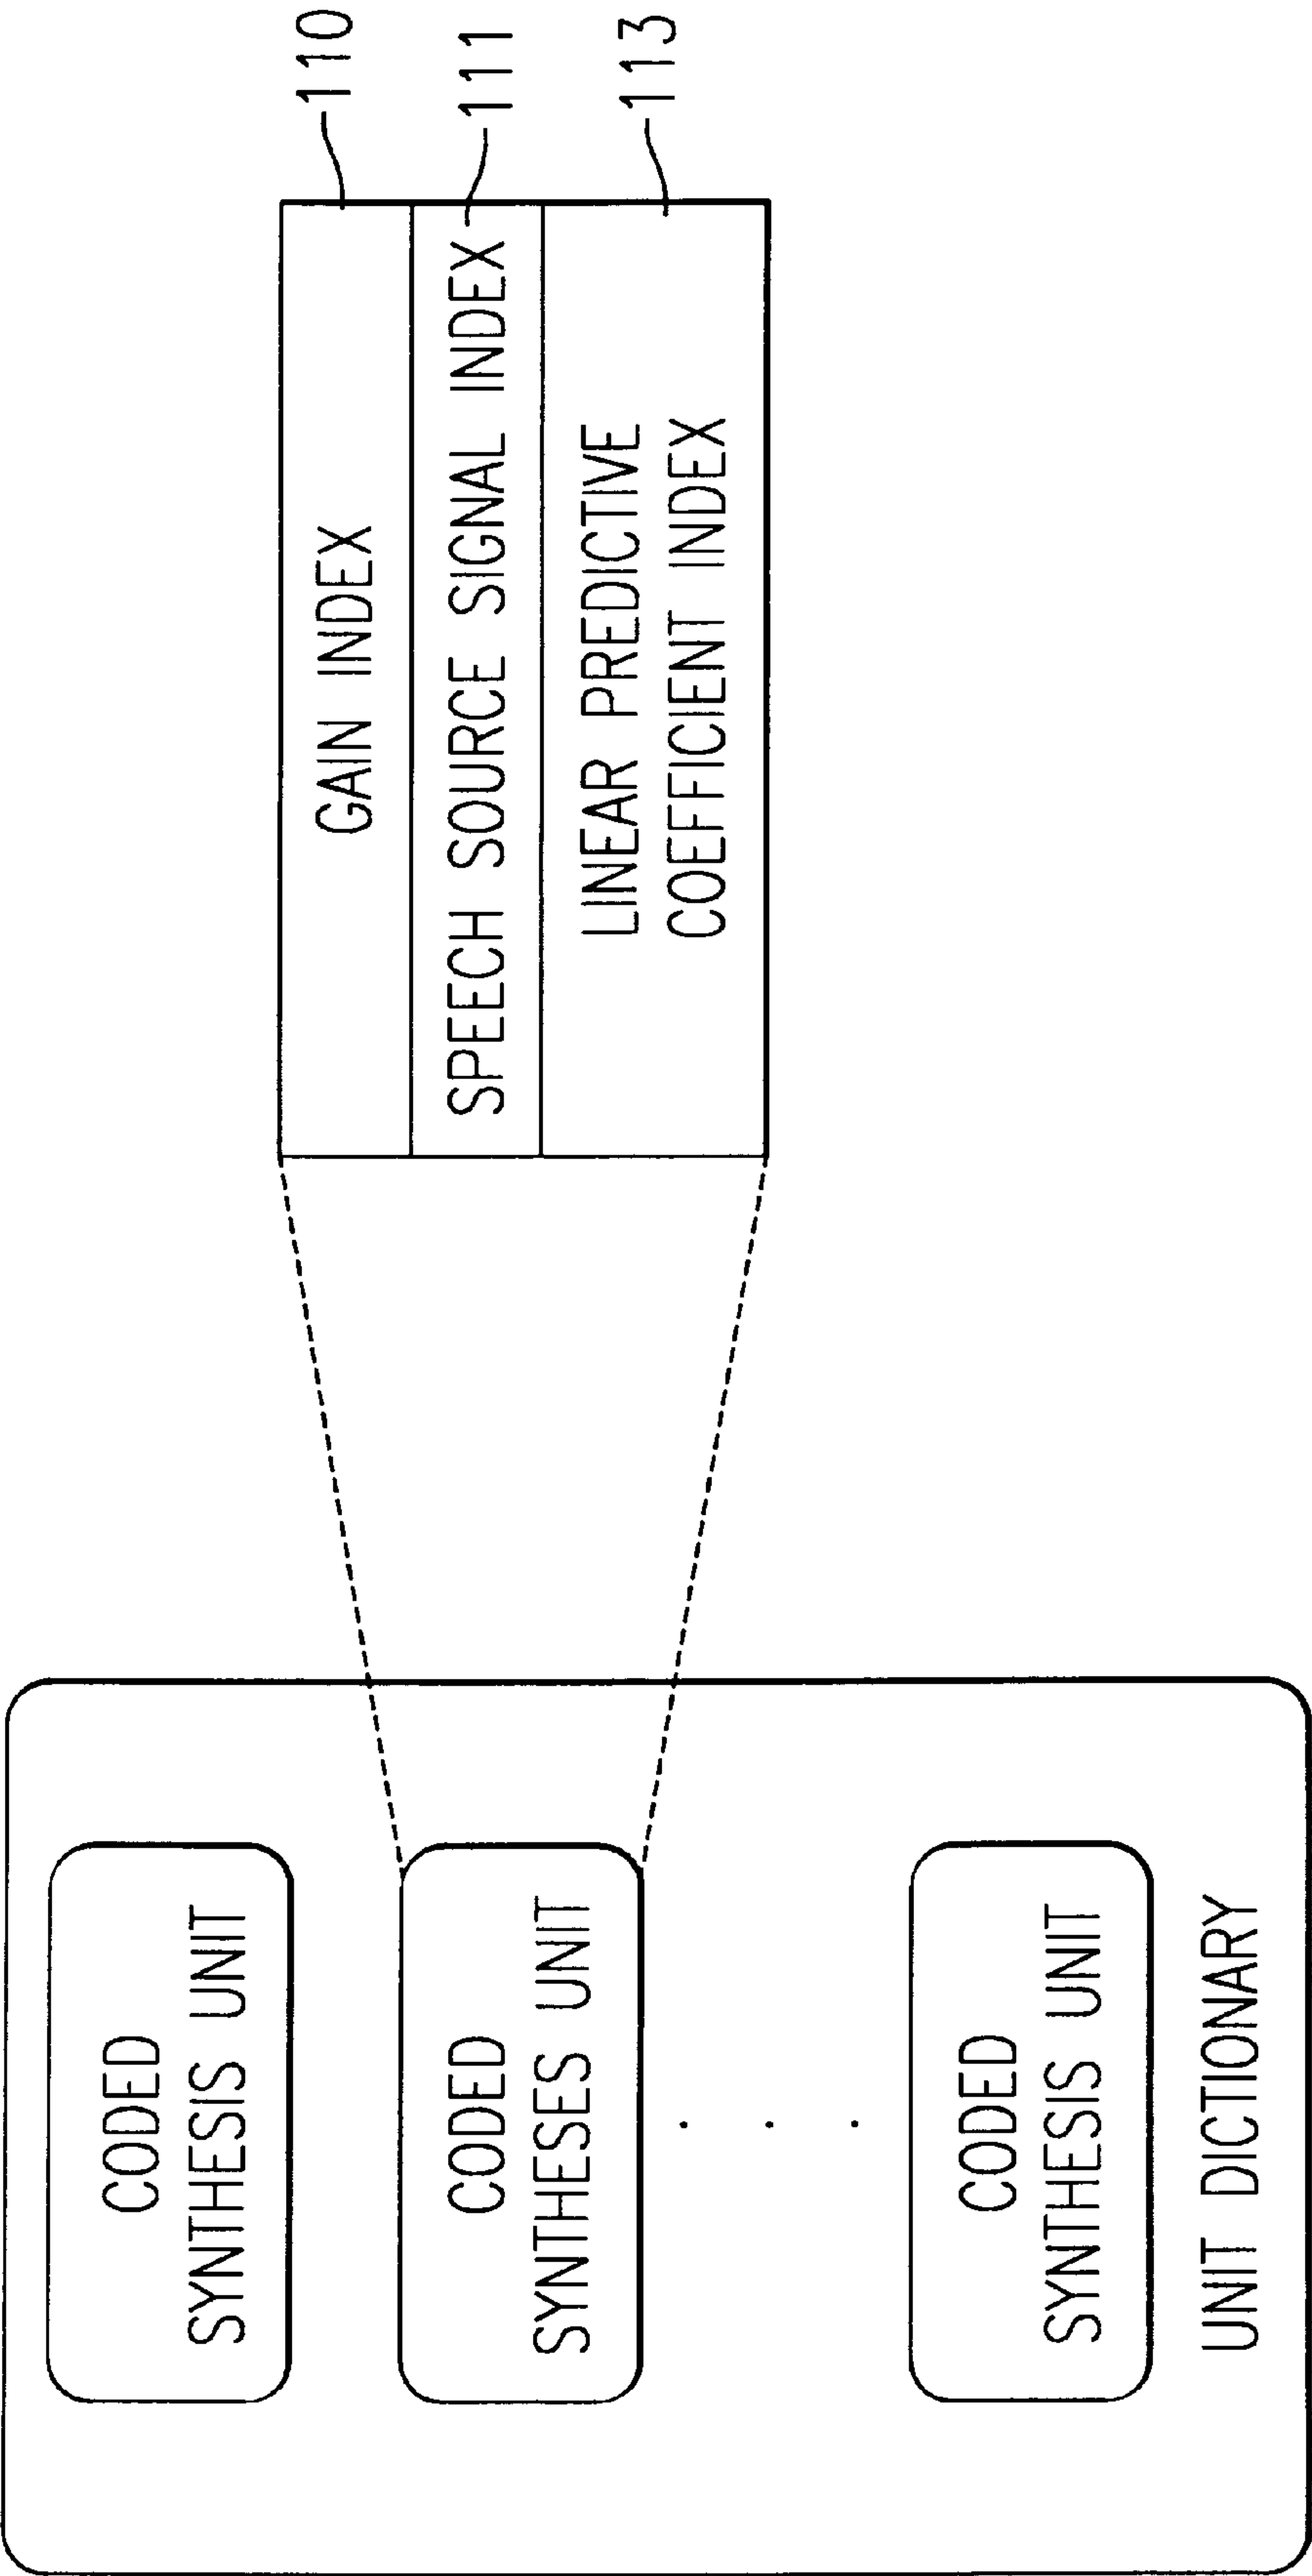 CODED
SYNTHESIS UNIT
CODED
SYNTHESES UNIT
CODED
SYNTHESIS UNIT
UNIT DICTIONARY
GAIN INDEX
110
SPEECH SOURCE SIGNAL INDEX
111
LINEAR PREDICTIVE
COEFFICIENT INDEX
113